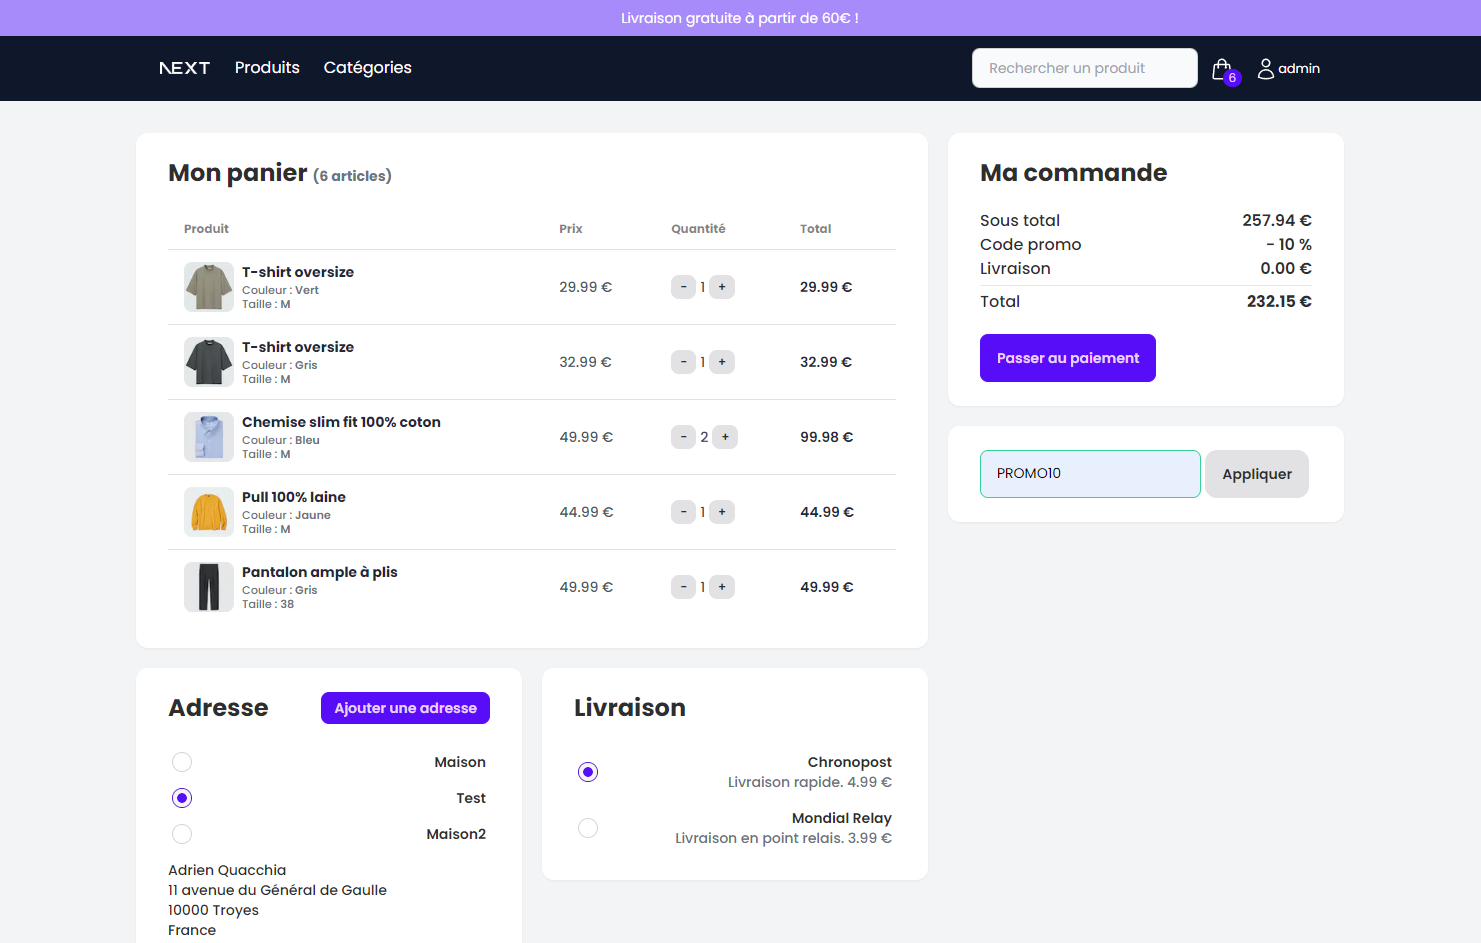 Livraison gratuite à partir de 60€ !
NEXT Produits Catégories Rechercher un produit 6 admin
Mon panier (6 articles)
Produit Prix Quantité Total
T-shirt oversize
Couleur : Vert
Taille : M
29.99 € - 1 + 29.99 €
T-shirt oversize
Couleur : Gris
Taille : M
32.99 € - 1 + 32.99 €
Chemise slim fit 100% coton
Couleur : Bleu
Taille : M
49.99 € - 2 + 99.98 €
Pull 100% laine
Couleur : Jaune
Taille : M
44.99 € - 1 + 44.99 €
Pantalon ample à plis
Couleur : Gris
Taille : 38
49.99 € - 1 + 49.99 €
Ma commande
Sous total 257.94 €
Code promo - 10 %
Livraison 0.00 €
Total 232.15 €
Passer au paiement
PROMO10 Appliquer
Adresse Ajouter une adresse
Maison
Test
Maison2
Adrien Quacchia
11 avenue du Général de Gaulle
10000 Troyes
France
Livraison
Chronopost
Livraison rapide. 4.99 €
Mondial Relay
Livraison en point relais. 3.99 €